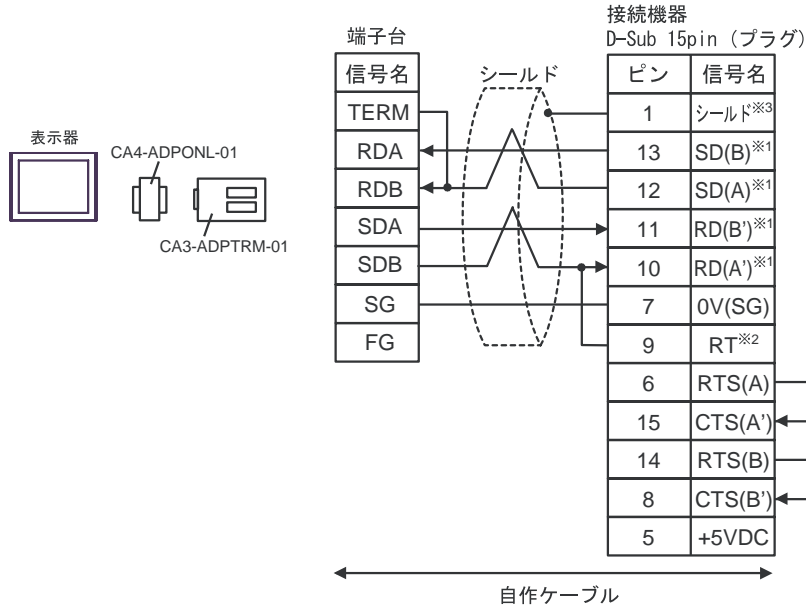 表示器
CA4-ADPONL-01
CA3-ADPTRM-01
端子台
信号名
TERM
RDA
RDB
SDA
SDB
SG
FG
シールド
接続機器
D-Sub 15pin (プラグ)
ピン 信号名
1 シールド※3
13 SD(B)※1
12 SD(A)※1
11 RD(B')※1
10 RD(A')※1
7 0V(SG)
9 RT※2
6 RTS(A)
15 CTS(A')
14 RTS(B)
8 CTS(B')
5 +5VDC
自作ケーブル